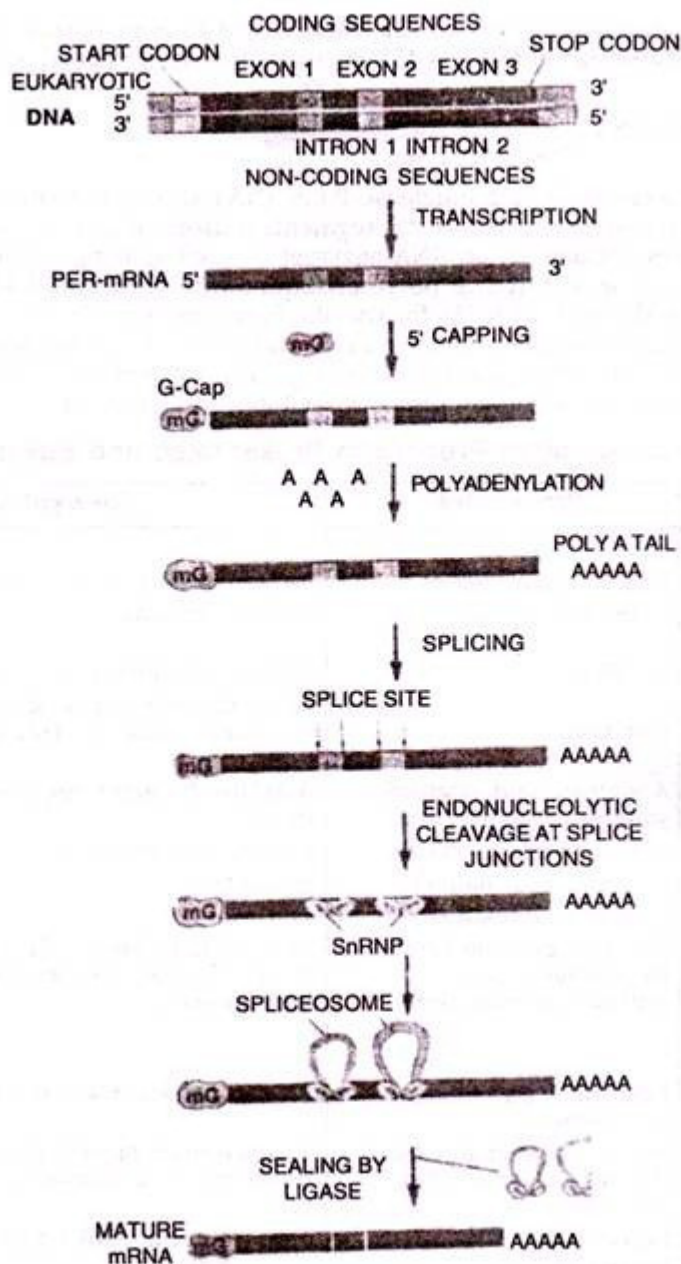 CODING SEQUENCES
START CODON
STOP CODON
EUKARYOTIC
EXON 1 EXON 2 EXON 3
5' 3'
DNA
3' 5'
INTRON 1 INTRON 2
NON-CODING SEQUENCES
TRANSCRIPTION
PER-mRNA 5' 3'
mG 5' CAPPING
G-Cap
mG
A A A
A A
POLYADENYLATION
POLY A TAIL
mG AAAAA
SPLICING
SPLICE SITE
mG AAAAA
ENDONUCLEOLYTIC
CLEAVAGE AT SPLICE
JUNCTIONS
mG AAAAA
SnRNP
SPLICEOSOME
mG AAAAA
SEALING BY
LIGASE
MATURE
mRNA
mG AAAAA